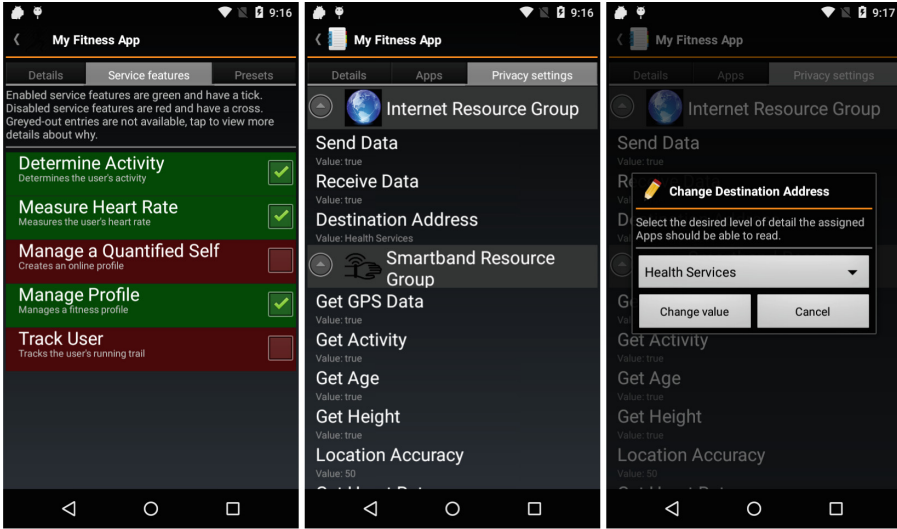 9:16
My Fitness App
Details
Service features
Presets
Enabled service features are green and have a tick.
Disabled service features are red and have a cross.
Greyed-out entries are not available, tap to view more
details about why.
Determine Activity
Determines the user's activity
Measure Heart Rate
Measures the user's heart rate
Manage a Quantified Self
Creates an online profile
Manage Profile
Manages a fitness profile
Track User
Tracks the user's running trail
9:16
My Fitness App
Details
Apps
Privacy settings
Internet Resource Group
Send Data
Value: true
Receive Data
Value: true
Destination Address
Value: Health Services
Smartband Resource
Group
Get GPS Data
Value: true
Get Activity
Value: true
Get Age
Value: true
Get Height
Value: true
Location Accuracy
Value: 50
9:17
My Fitness App
Details
Apps
Privacy settings
Internet Resource Group
Send Data
Value: true
Change Destination Address
Select the desired level of detail the assigned
Apps should be able to read.
Health Services
Change value
Cancel
Get Activity
Value: true
Get Age
Value: true
Get Height
Value: true
Location Accuracy
Value: 50